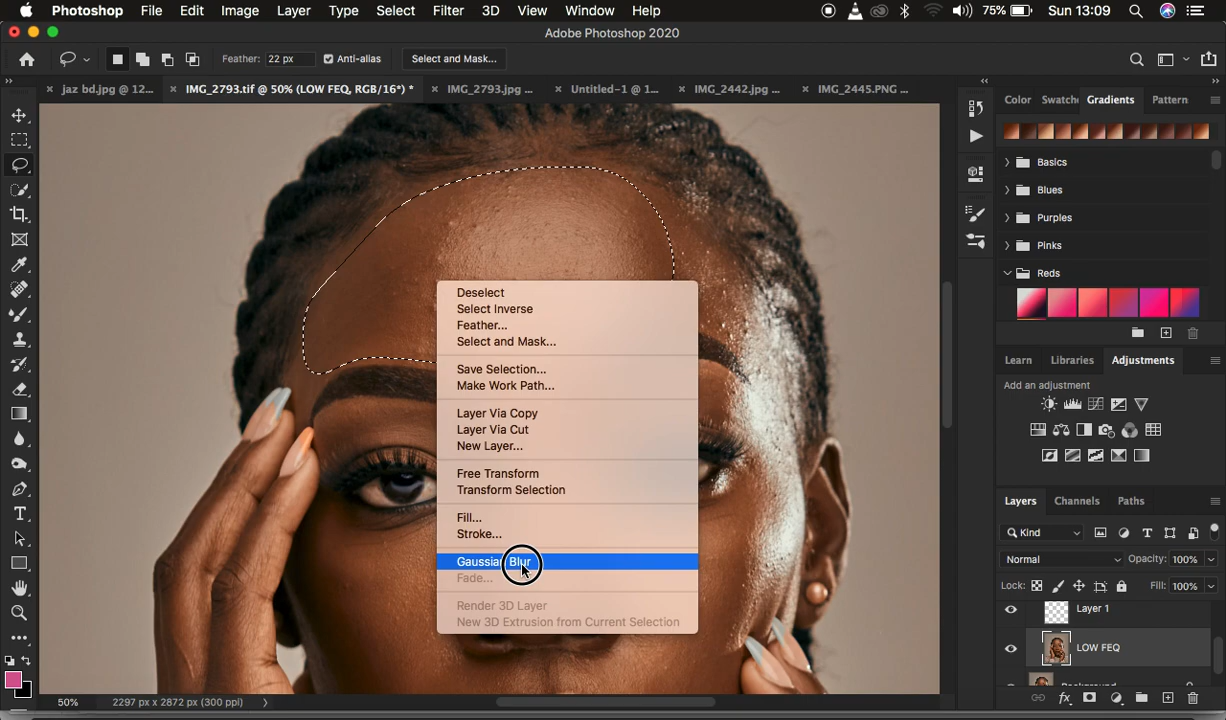 Photoshop File Edit Image Layer Type Select Filter 3D View Window Help 75% Sun 13:09
Adobe Photoshop 2020
Feather: 22 px Anti-alias Select and Mask...
jaz bd.jpg @ 12... IMG_2793.tif @ 50% (LOW FEQ, RGB/16*) * IMG_2793.jpg ... Untitled-1 @ 1... IMG_2442.jpg ... IMG_2445.PNG ...
Color Swatche Gradients Pattern
Basics
Blues
Purples
Pinks
Reds
Deselect
Select Inverse
Feather...
Select and Mask...
Save Selection...
Make Work Path...
Layer Via Copy
Layer Via Cut
New Layer...
Free Transform
Transform Selection
Fill...
Stroke...
Gaussian Blur
Fade...
Render 3D Layer
New 3D Extrusion from Current Selection
Learn Libraries Adjustments
Add an adjustment
Layers Channels Paths
Kind
Normal Opacity: 100%
Lock: Fill: 100%
Layer 1
LOW FEQ
50% 2297 px x 2872 px (300 ppi)